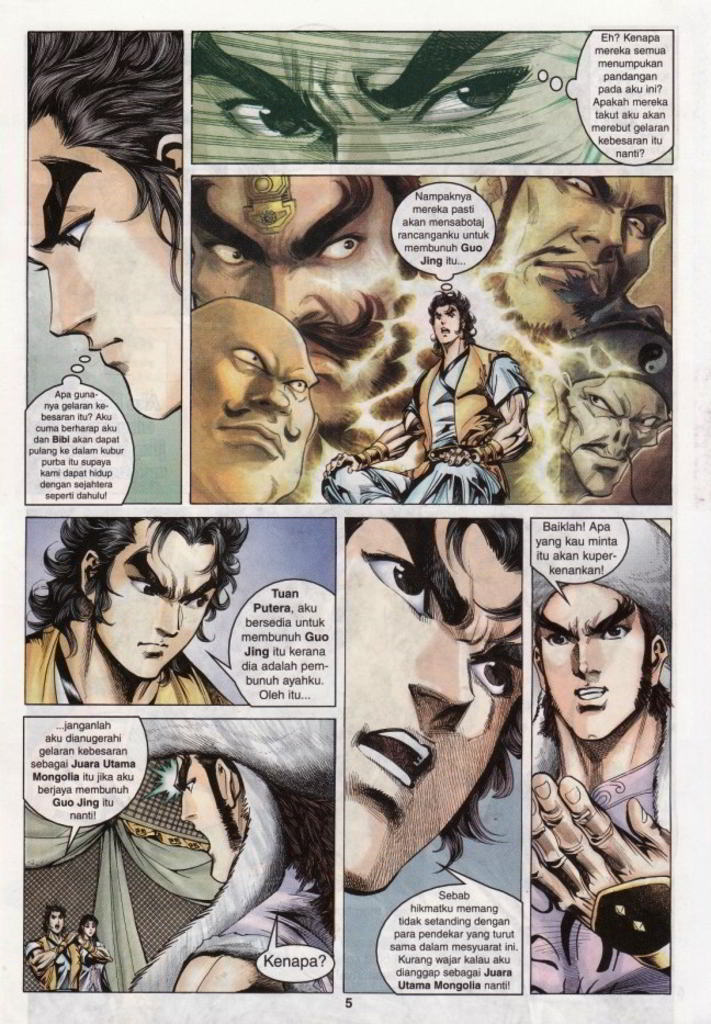 Eh? Kenapa
mereka semua
menumpukan
pandangan
pada aku ini?
Apakah mereka
takut aku akan
merebut gelaran
kebesaran itu
nanti?
Apa guna-
nya gelaran ke-
besaran itu? Aku
cuma berharap aku
dan Bibi akan dapat
pulang ke dalam kubur
purba itu supaya
kami dapat hidup
dengan sejahtera
seperti dahulu!
Nampaknya
mereka pasti
akan mensabotaj
rancanganku untuk
membunuh Guo
Jing itu...
Tuan
Putera, aku
bersedia untuk
membunuh Guo
Jing itu kerana
dia adalah pem-
bunuh ayahku.
Oleh itu...
...janganlah
aku dianugerahi
gelaran kebesaran
sebagai Juara Utama
Mongolia itu jika aku
berjaya membunuh
Guo Jing itu
nanti!
Kenapa?
Sebab
hikmatku memang
tidak setanding dengan
para pendekar yang turut
sama dalam mesyuarat ini.
Kurang wajar kalau aku
dianggap sebagai Juara
Utama Mongolia nanti!
Baiklah! Apa
yang kau minta
itu akan kuper-
kenankan!
5